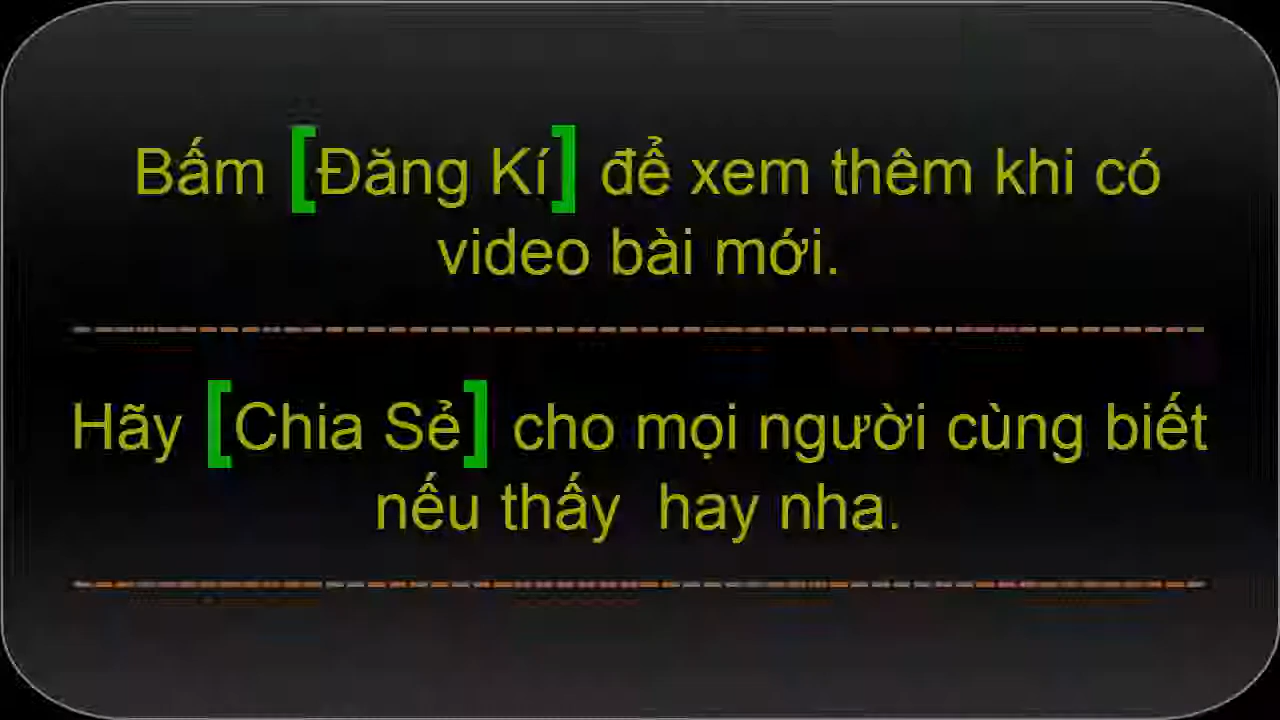 Bấm [Đăng Kí] để xem thêm khi có
video bài mới.
Hãy [Chia Sẻ] cho mọi người cùng biết
nếu thấy  hay nha.